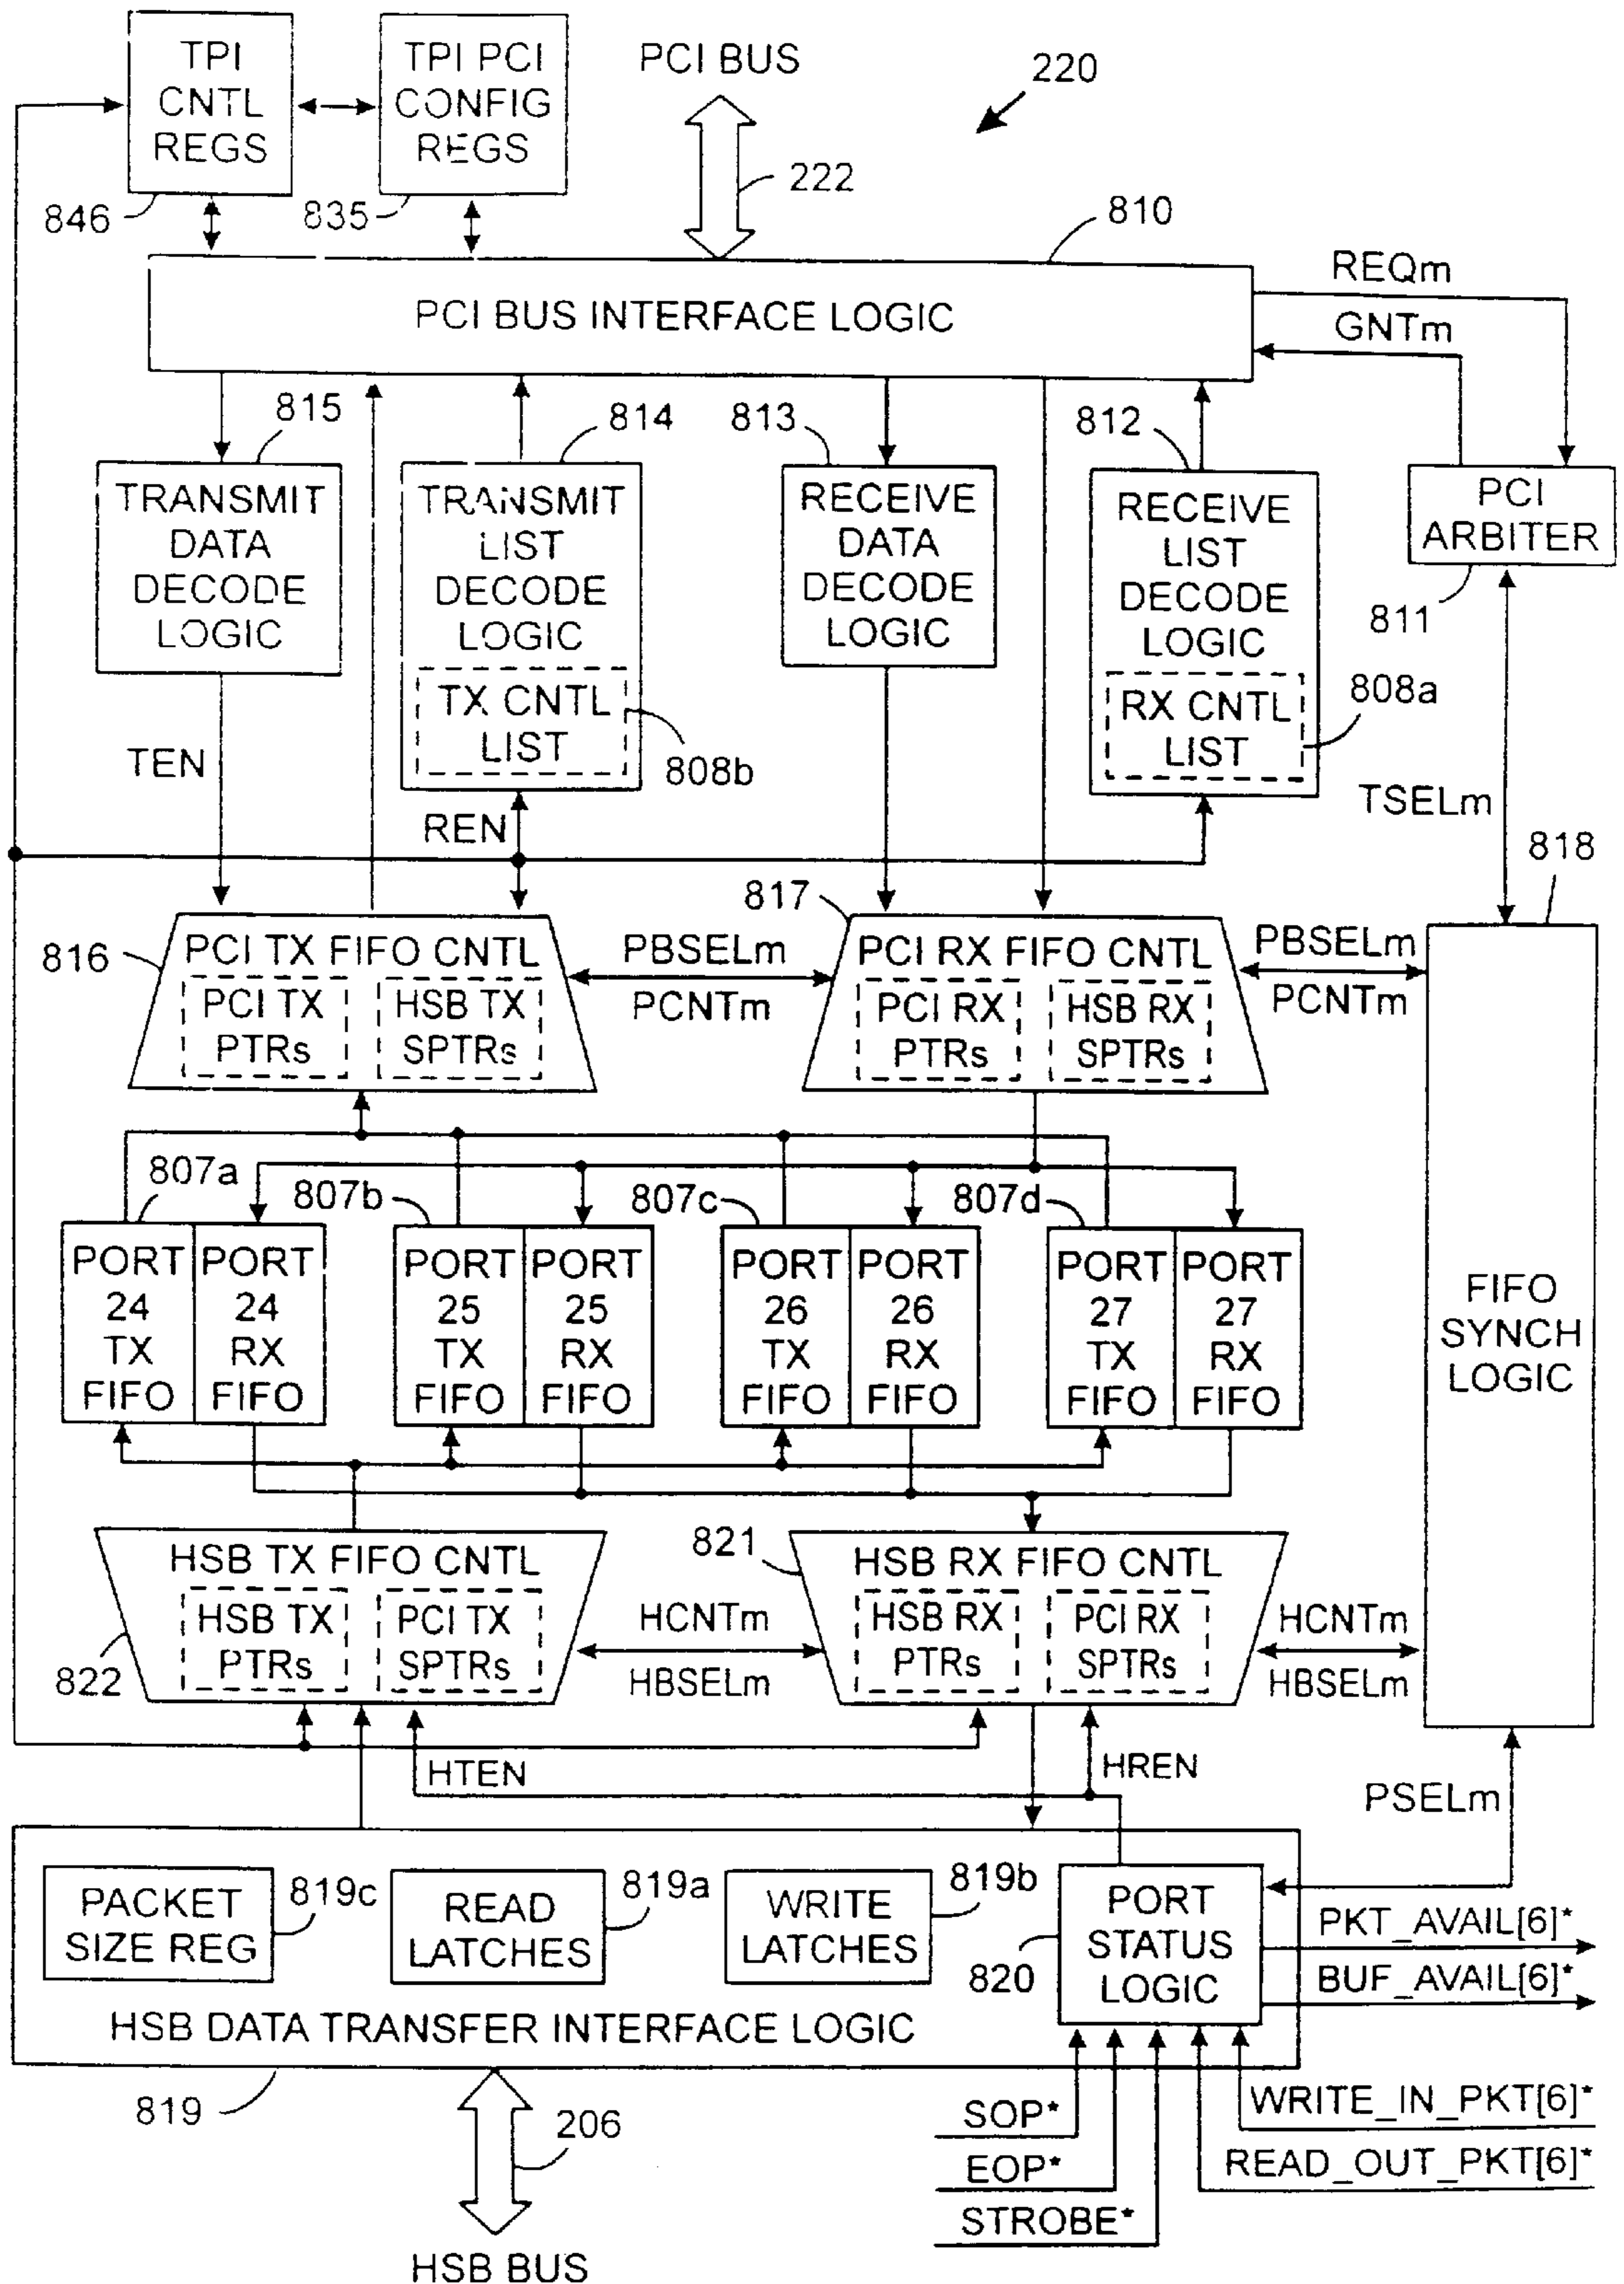 TPI
CNTL
REGS
TPI PCI
CONFIG
REGS
PCI BUS
220
222
846
835
810
PCI BUS INTERFACE LOGIC
REQm
GNTm
815
814
813
812
TRANSMIT
DATA
DECODE
LOGIC
TRANSMIT
LIST
DECODE
LOGIC
TX CNTL
LIST
RECEIVE
DATA
DECODE
LOGIC
RECEIVE
LIST
DECODE
LOGIC
RX CNTL
LIST
PCI
ARBITER
811
808a
808b
TEN
REN
TSELm
818
817
816
PCI TX FIFO CNTL
PCI TX
PTRs
HSB TX
SPTRs
PBSELm
PCNTm
PCI RX FIFO CNTL
PCI RX
PTRs
HSB RX
SPTRs
PBSELm
PCNTm
807a
807b
807c
807d
PORT
24
TX
FIFO
PORT
24
RX
FIFO
PORT
25
TX
FIFO
PORT
25
RX
FIFO
PORT
26
TX
FIFO
PORT
26
RX
FIFO
PORT
27
TX
FIFO
PORT
27
RX
FIFO
FIFO
SYNCH
LOGIC
HSB TX FIFO CNTL
HSB TX
PTRs
PCI TX
SPTRs
822
821
HCNTm
HBSELm
HSB RX FIFO CNTL
HSB RX
PTRs
PCI RX
SPTRs
HCNTm
HBSELm
HTEN
HREN
PSELm
PACKET
SIZE REG
819c
READ
LATCHES
819a
WRITE
LATCHES
819b
820
PORT
STATUS
LOGIC
PKT_AVAIL[6]*
BUF_AVAIL[6]*
HSB DATA TRANSFER INTERFACE LOGIC
819
206
HSB BUS
SOP*
EOP*
STROBE*
WRITE_IN_PKT[6]*
READ_OUT_PKT[6]*